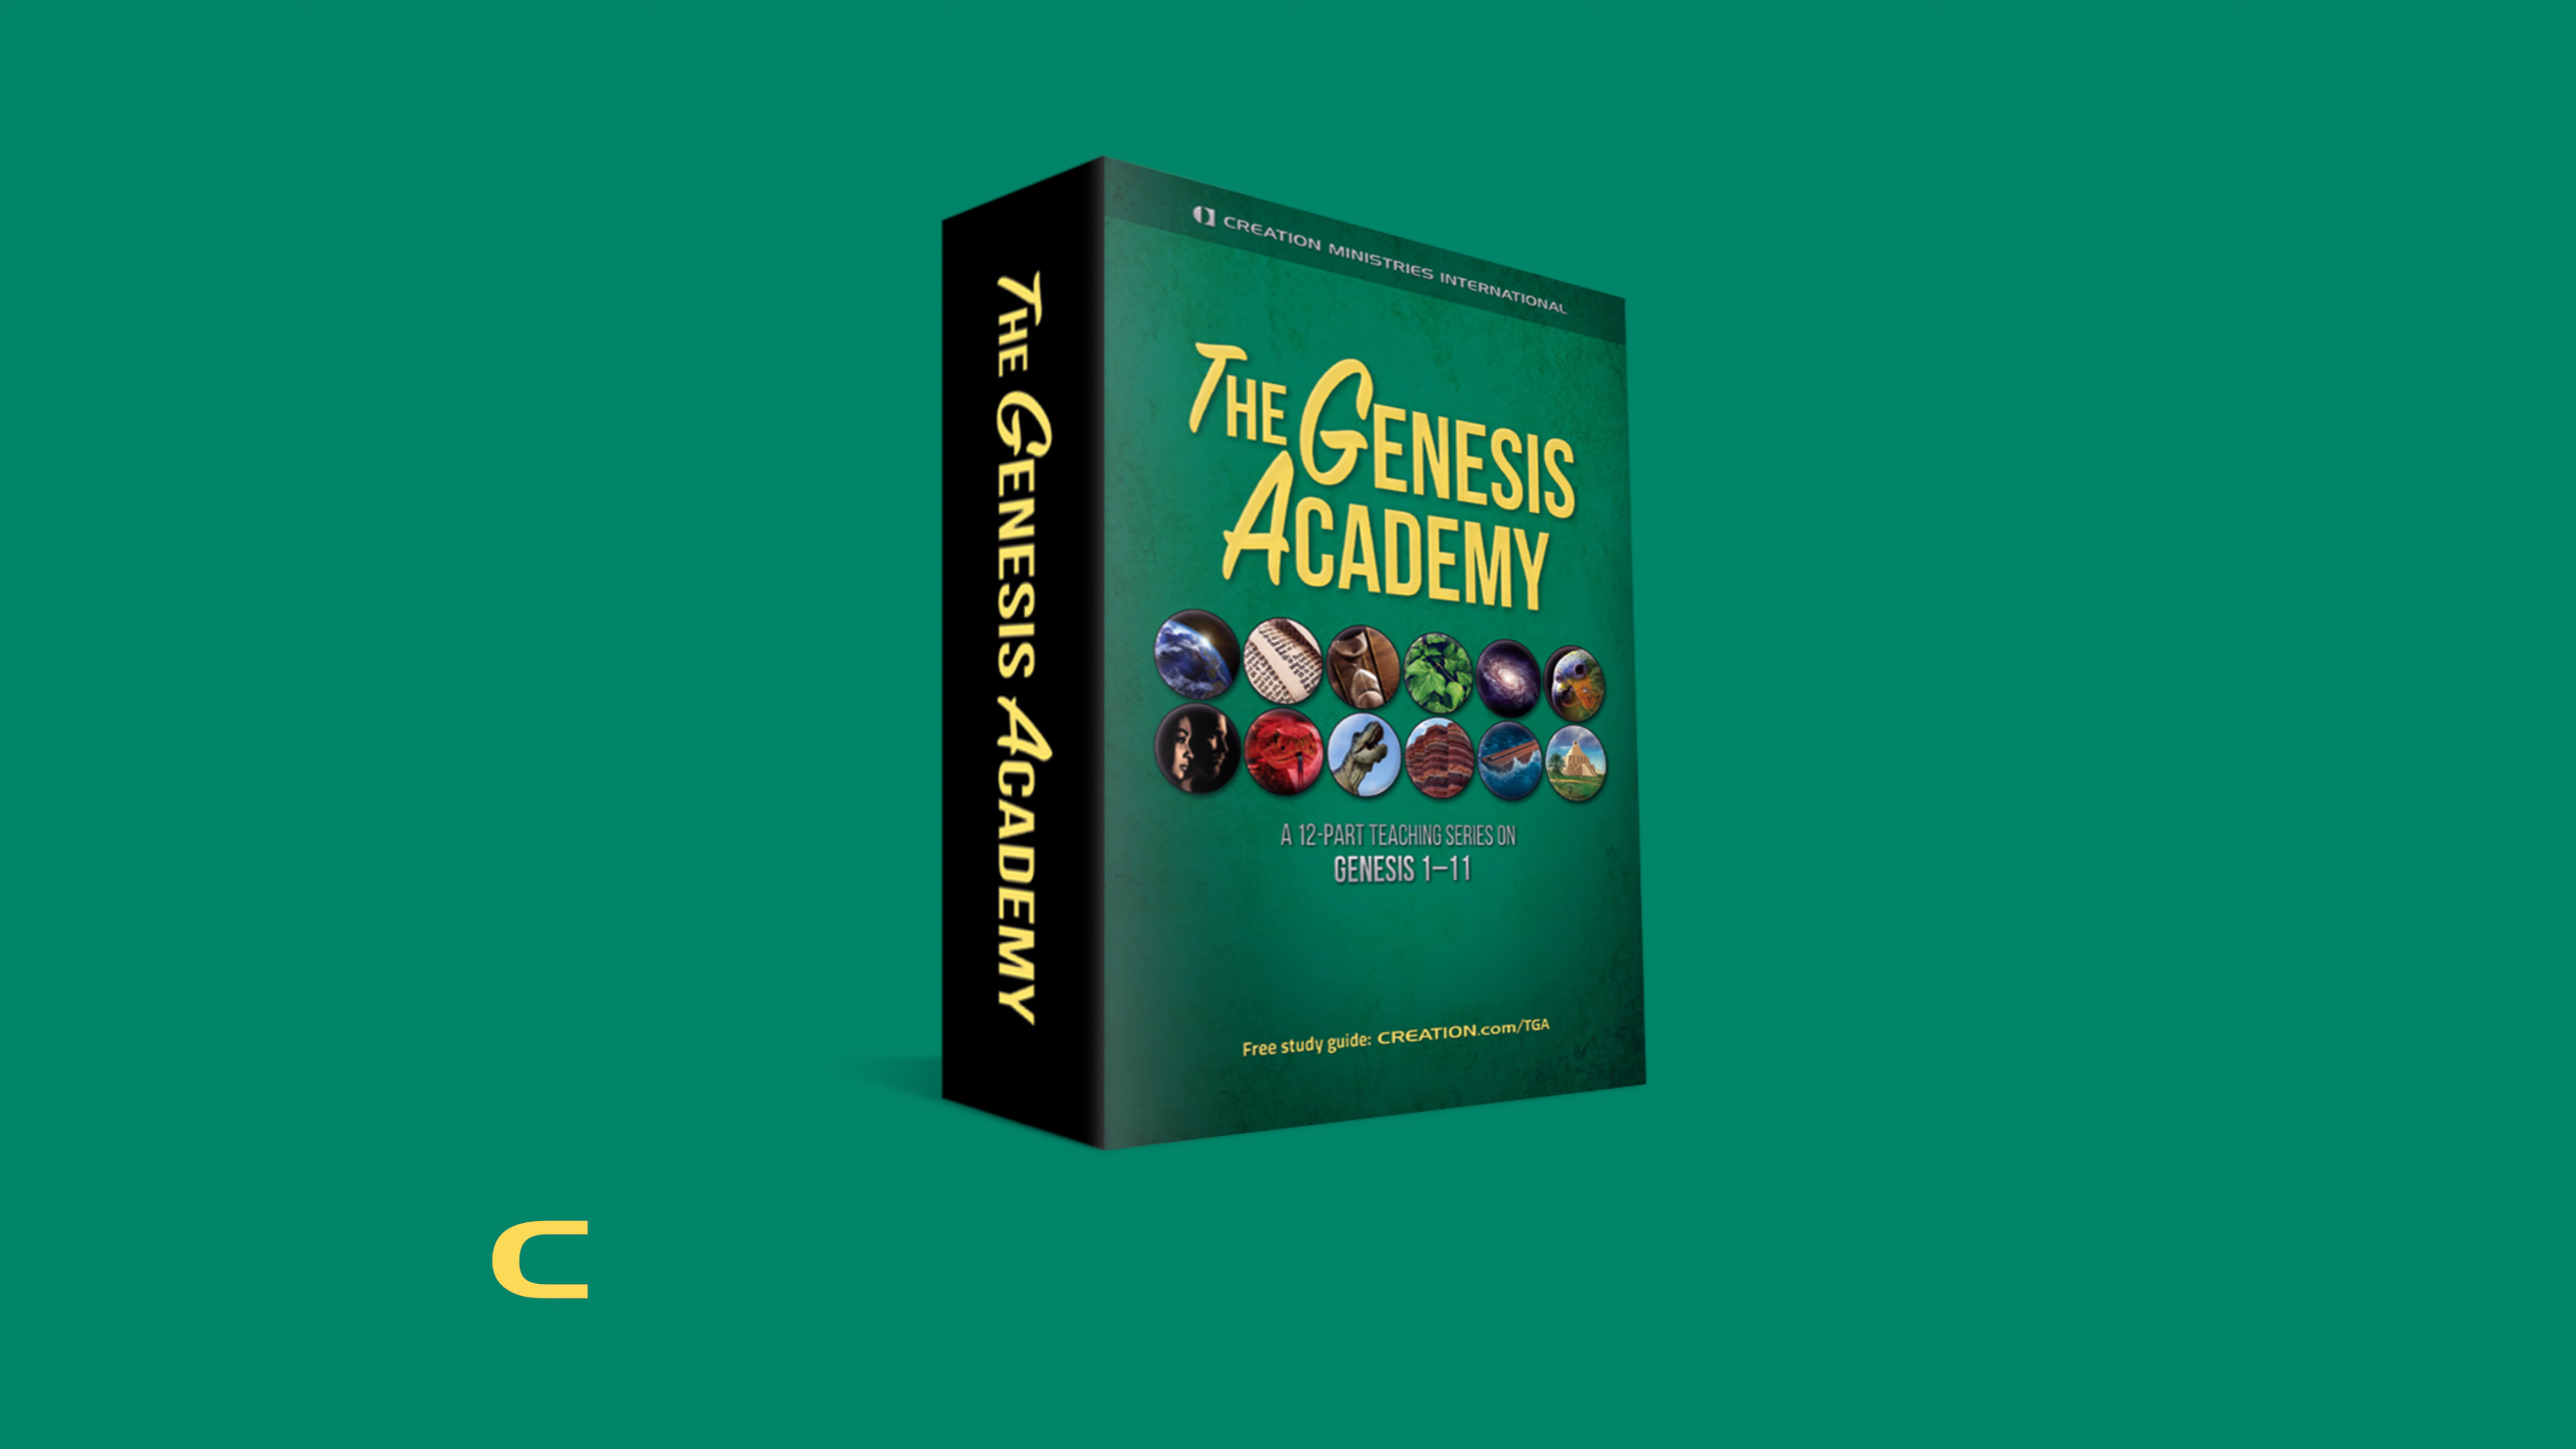 THE GENESIS ACADEMY
CREATION MINISTRIES INTERNATIONAL
THE GENESIS
ACADEMY
A 12-PART TEACHING SERIES ON
GENESIS 1–11
Free study guide: CREATION.com/TGA
C